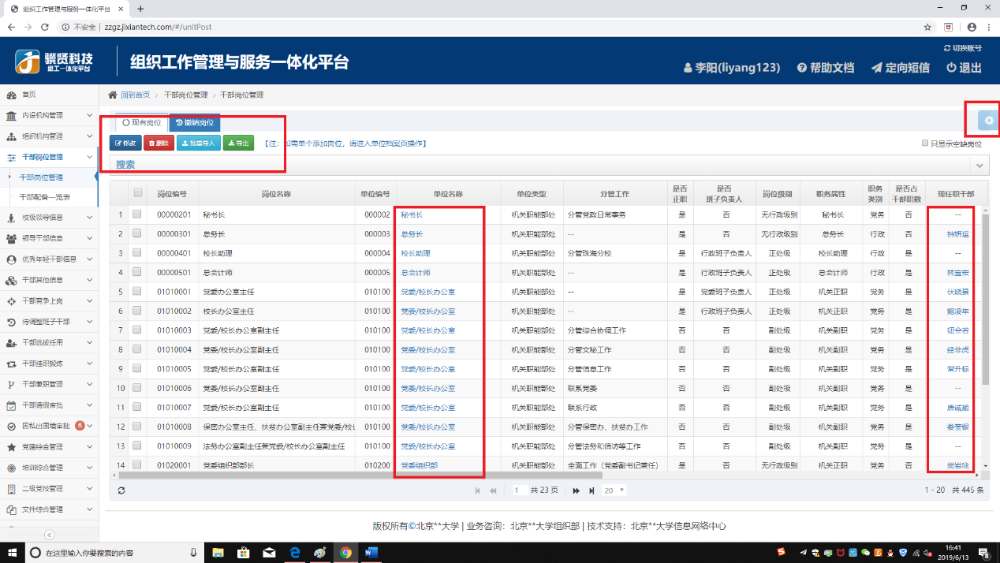 组织工作管理与服务一体化平台
不安全 | zzgz.jixiantech.com/#/unitPost
骥贤科技
组工一体化平台
组织工作管理与服务一体化平台
切换账号
李阳(liyang123) 帮助文档 定向短信 退出
首页
内设机构管理
组织机构管理
干部岗位管理
干部岗位管理
干部配备一览表
校级领导信息
领导干部信息
优秀年轻干部信息
干部其他信息
干部竞争上岗
待调整班子干部
干部选拔任用
干部挂职锻炼
干部兼职管理
干部请假审批
因私出国境审批 6
党建综合管理
培训综合管理
二级党校管理
文件综合管理
回到首页 > 干部岗位管理 > 干部岗位管理
现有岗位 撤销岗位
修改 删除 批量导入 导出 【注：如需单个添加岗位，请进入单位档案页操作】
只显示空缺岗位
搜索
岗位编号 岗位名称 单位编号 单位名称 单位类型 分管工作 是否正职 是否班子负责人 岗位级别 职务属性 职务类别 是否占干部职数 现任职干部
1 00000201 秘书长 000002 秘书长 机关职能部处 分管党政日常事务 是 否 无行政级别 秘书长 党务 否 --
2 00000301 总务长 000003 总务长 机关职能部处 -- 是 否 无行政级别 总务长 行政 否 钟妍运
3 00000401 校长助理 000004 校长助理 机关职能部处 分管珠海分校 是 行政班子负责人 正处级 校长助理 行政 是 --
4 00000501 总会计师 000005 总会计师 机关职能部处 -- 是 行政班子负责人 正处级 总会计师 行政 是 林宝宏
5 01010001 党委办公室主任 010100 党委/校长办公室 机关职能部处 -- 是 党委班子负责人 正处级 机关正职 党务 是 伏晓景
6 01010002 校长办公室主任 010100 党委/校长办公室 机关职能部处 -- 是 行政班子负责人 正处级 机关正职 党务 是 鲍凌年
7 01010003 党委/校长办公室副主任 010100 党委/校长办公室 机关职能部处 分管综合协调工作 否 否 副处级 机关副职 党务 是 钮会若
8 01010004 党委/校长办公室副主任 010100 党委/校长办公室 机关职能部处 分管文秘工作 否 否 副处级 机关副职 党务 是 经非虎
9 01010005 党委/校长办公室副主任 010100 党委/校长办公室 机关职能部处 分管信息工作 否 否 副处级 机关副职 党务 是 常升标
10 01010006 党委/校长办公室副主任 010100 党委/校长办公室 机关职能部处 联系党委 否 否 副处级 机关副职 党务 是 --
11 01010007 党委/校长办公室副主任 010100 党委/校长办公室 机关职能部处 联系行政 否 否 副处级 机关副职 党务 是 唐诚瑜
12 01010008 保密办公室主任、扶贫办公室副主任兼党委/校 010100 党委/校长办公室 机关职能部处 分管保密办、扶贫办工作 否 否 副处级 机关副职 党务 是 娄奎银
13 01010009 法务办公室副主任兼党委/校长办公室副主任 010100 党委/校长办公室 机关职能部处 分管法务和信访等工作 否 否 副处级 机关副职 党务 是 --
14 01020001 党委组织部部长 010200 党委组织部 机关职能部处 全面工作（党委副书记兼任） 是 否 无行政级别 机关正职 党务 否 樊岩咏
1 共 23 页 20
1 - 20 共 445 条
版权所有©北京**大学 | 业务咨询：北京**大学组织部 | 技术支持：北京**大学信息网络中心
在这里输入你要搜索的内容
16:41
2019/6/13
8